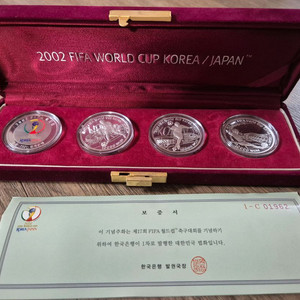 2002 FIFA WORLD CUP KOREA / JAPAN™
보 증 서
1-C 01962
이 기념주화는 제17회 FIFA 월드컵™ 축구대회를 기념하기
위하여 한국은행이 1차로 발행한 대한민국 법화입니다.
한국은행 발권국장